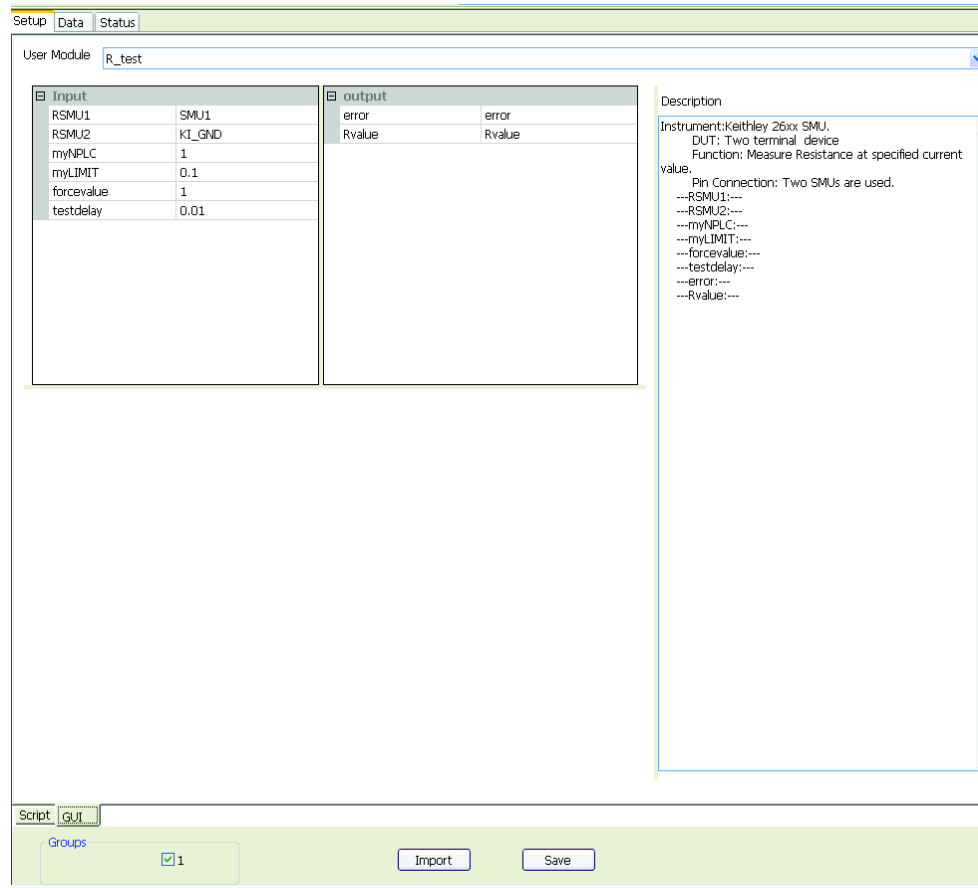 Setup Data Status
User Module R_test
Input
RSMU1 SMU1
RSMU2 KI_GND
myNPLC 1
myLIMIT 0.1
forcevalue 1
testdelay 0.01
output
error error
Rvalue Rvalue
Description
Instrument:Keithley 26xx SMU.
DUT: Two terminal device
Function: Measure Resistance at specified current
value.
Pin Connection: Two SMUs are used.
---RSMU1:---
---RSMU2:---
---myNPLC:---
---myLIMIT:---
---forcevalue:---
---testdelay:---
---error:---
---Rvalue:---
Script GUI
Groups
1
Import Save